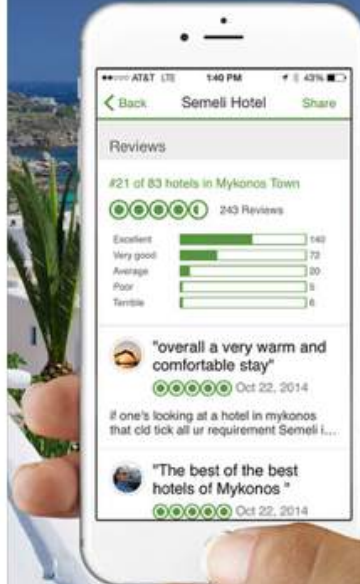 AT&T LTE 1:40 PM 43%
Back Semeli Hotel Share
Reviews
#21 of 83 hotels in Mykonos Town
243 Reviews
Excellent 140
Very good 72
Average 20
Poor 5
Terrible 6
"overall a very warm and
comfortable stay"
Oct 22, 2014
if one's looking at a hotel in mykonos
that cld tick all ur requirement Semeli i...
"The best of the best
hotels of Mykonos "
Oct 22, 2014